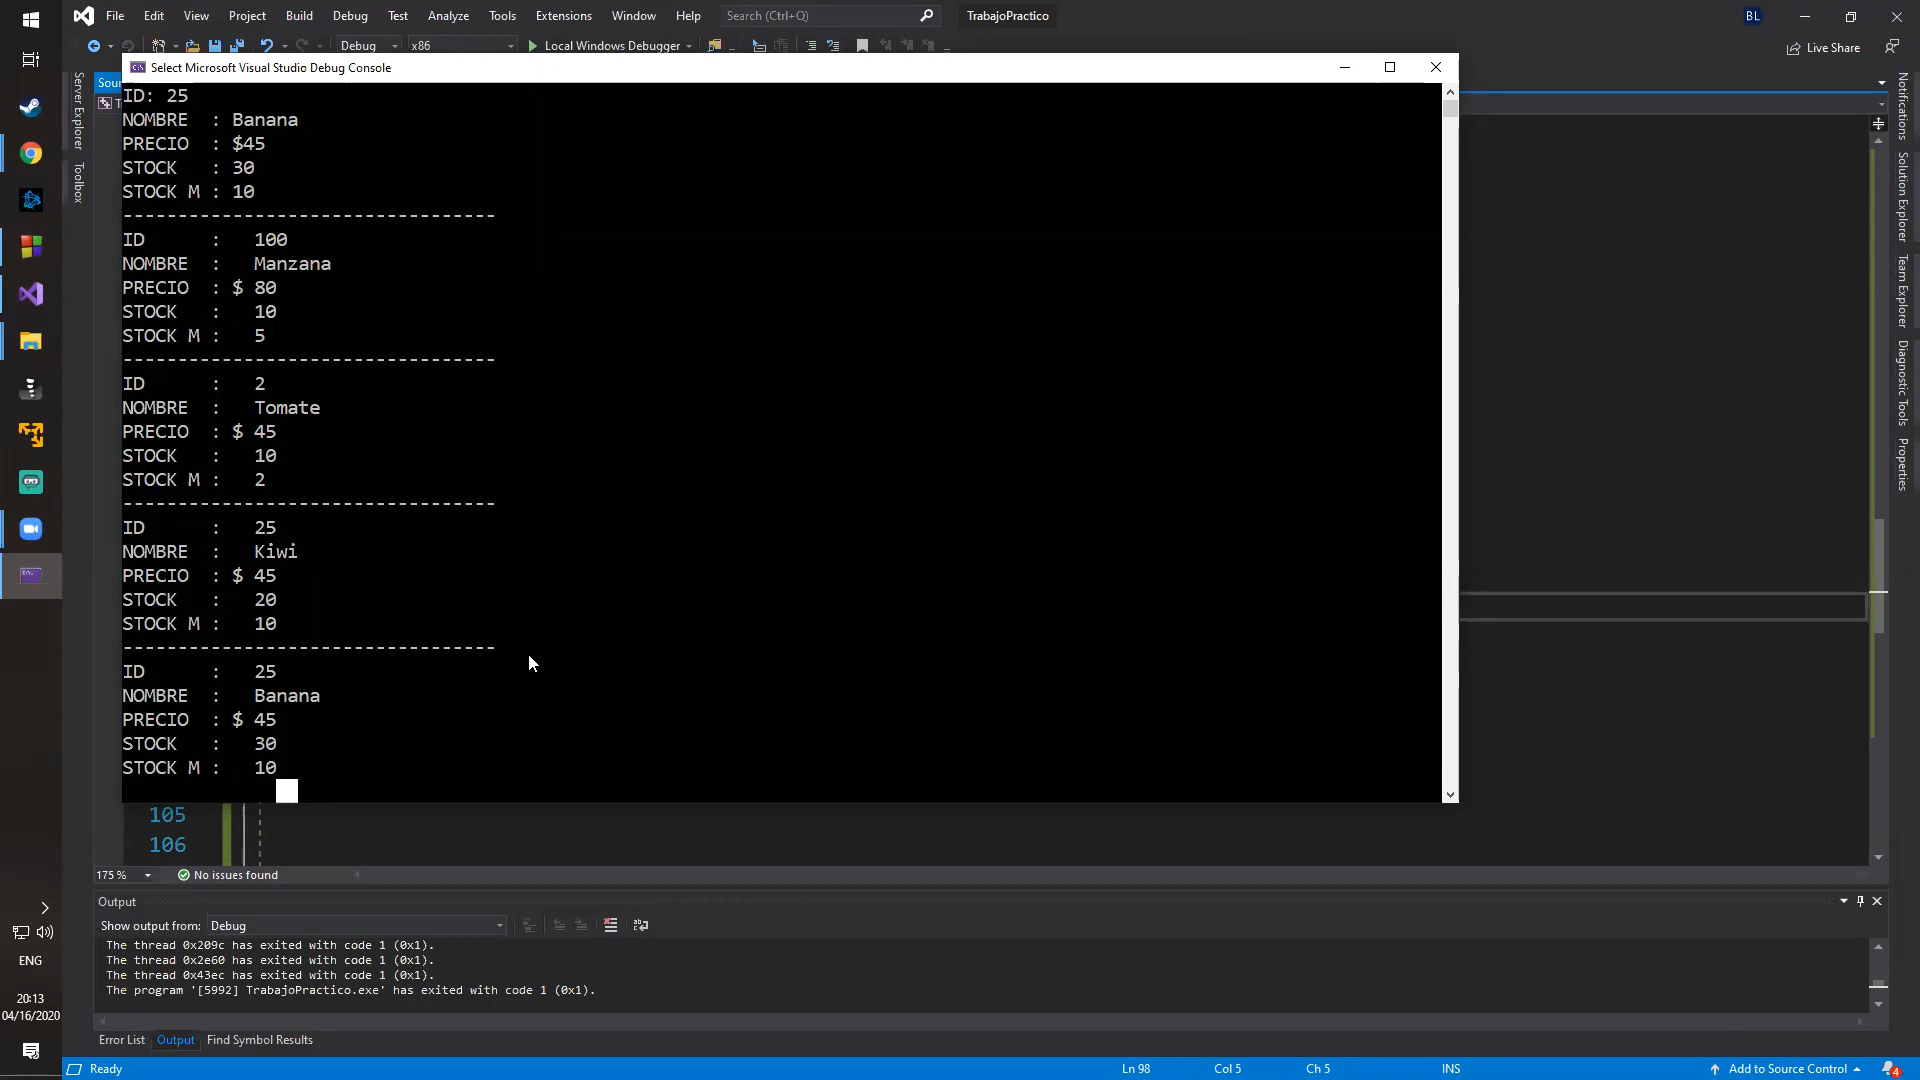 File Edit View Project Build Debug Test Analyze Tools Extensions Window Help Search (Ctrl+Q) TrabajoPractico BL
Debug x86 Local Windows Debugger Live Share
Select Microsoft Visual Studio Debug Console
Server Explorer
Toolbox
Sour
T
ID: 25
NOMBRE  : Banana
PRECIO  : $45
STOCK   : 30
STOCK M : 10
----------------------------------
ID      :   100
NOMBRE  :   Manzana
PRECIO  : $ 80
STOCK   :   10
STOCK M :   5
----------------------------------
ID      :   2
NOMBRE  :   Tomate
PRECIO  : $ 45
STOCK   :   10
STOCK M :   2
----------------------------------
ID      :   25
NOMBRE  :   Kiwi
PRECIO  : $ 45
STOCK   :   20
STOCK M :   10
----------------------------------
ID      :   25
NOMBRE  :   Banana
PRECIO  : $ 45
STOCK   :   30
STOCK M :   10
105
106
175 % No issues found
Notifications
Solution Explorer
Team Explorer
Diagnostic Tools
Properties
Output
Show output from: Debug
The thread 0x209c has exited with code 1 (0x1).
The thread 0x2e60 has exited with code 1 (0x1).
The thread 0x43ec has exited with code 1 (0x1).
The program '[5992] TrabajoPractico.exe' has exited with code 1 (0x1).
Error List Output Find Symbol Results
Ready Ln 98 Col 5 Ch 5 INS Add to Source Control 4
ENG
20:13
04/16/2020